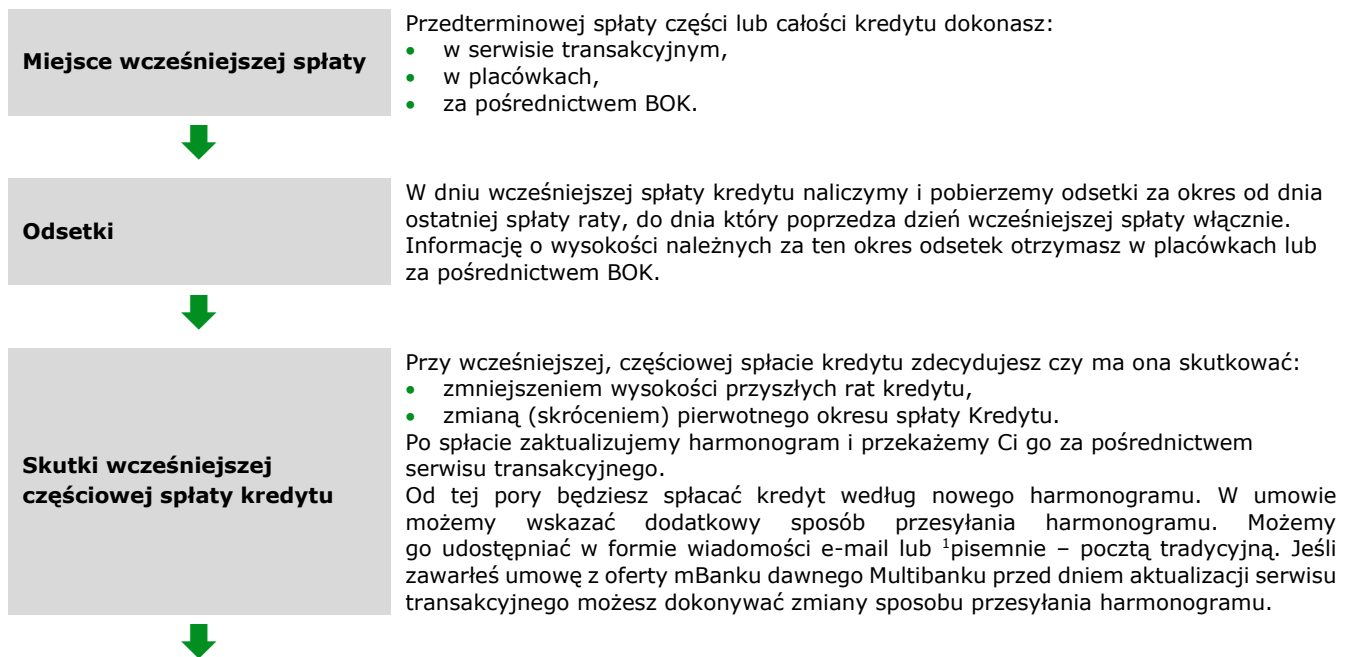 Miejsce wcześniejszej spłaty
Przedterminowej spłaty części lub całości kredytu dokonasz:
• w serwisie transakcyjnym,
• w placówkach,
• za pośrednictwem BOK.
Odsetki
W dniu wcześniejszej spłaty kredytu naliczymy i pobierzemy odsetki za okres od dnia
ostatniej spłaty raty, do dnia który poprzedza dzień wcześniejszej spłaty włącznie.
Informację o wysokości należnych za ten okres odsetek otrzymasz w placówkach lub
za pośrednictwem BOK.
Skutki wcześniejszej
częściowej spłaty kredytu
Przy wcześniejszej, częściowej spłacie kredytu zdecydujesz czy ma ona skutkować:
• zmniejszeniem wysokości przyszłych rat kredytu,
• zmianą (skróceniem) pierwotnego okresu spłaty Kredytu.
Po spłacie zaktualizujemy harmonogram i przekażemy Ci go za pośrednictwem
serwisu transakcyjnego.
Od tej pory będziesz spłacać kredyt według nowego harmonogramu. W umowie
możemy wskazać dodatkowy sposób przesyłania harmonogramu. Możemy
go udostępniać w formie wiadomości e-mail lub ¹pisemnie – pocztą tradycyjną. Jeśli
zawarłeś umowę z oferty mBanku dawnego Multibanku przed dniem aktualizacji serwisu
transakcyjnego możesz dokonywać zmiany sposobu przesyłania harmonogramu.